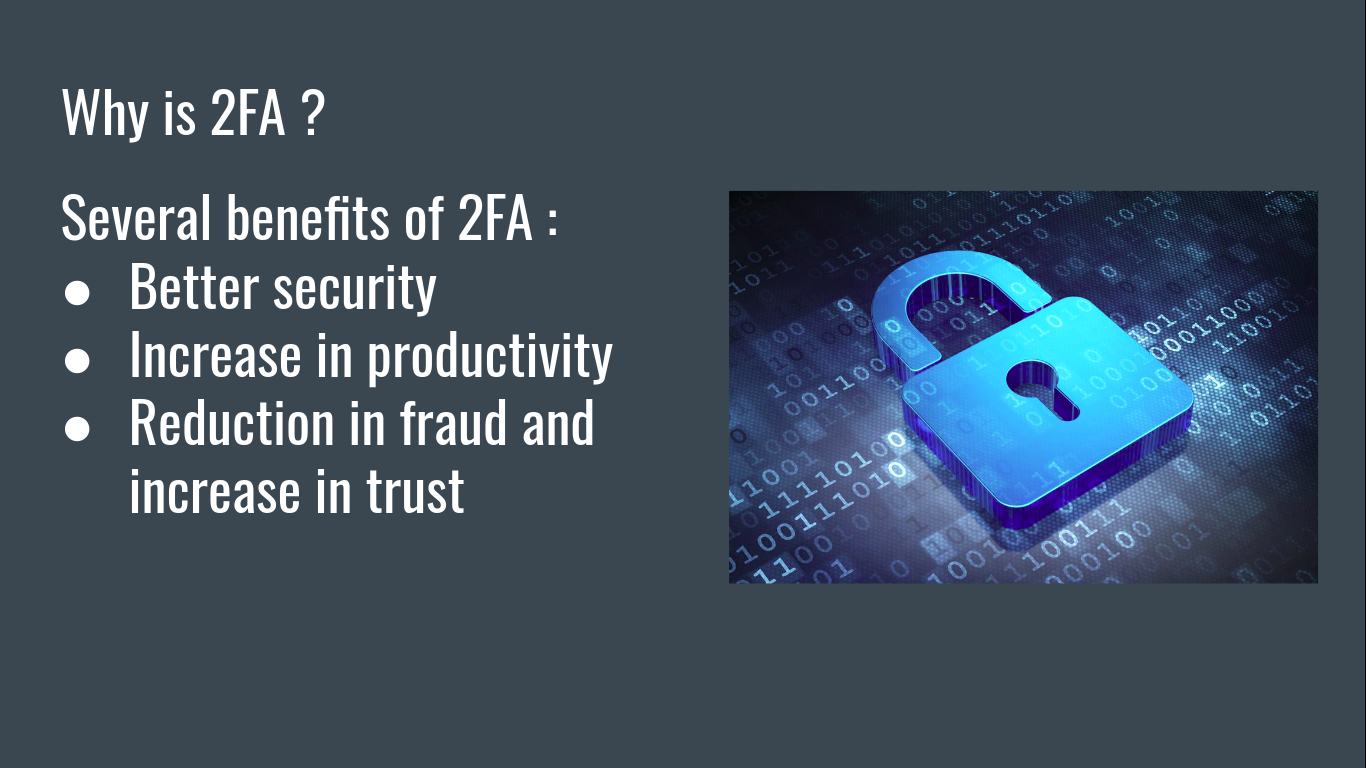 Why is 2FA ?
Several benefits of 2FA :
● Better security
● Increase in productivity
● Reduction in fraud and
increase in trust